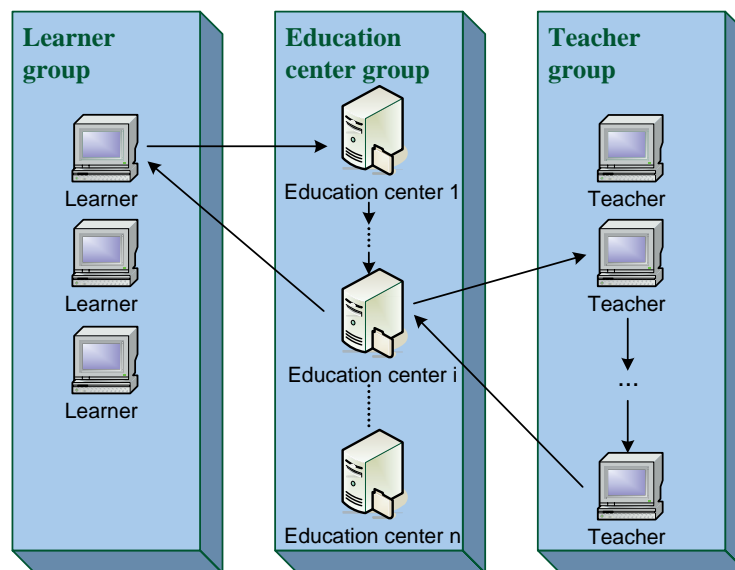 Learner
group
Education
center group
Teacher
group
Learner
Education center 1
Teacher
Learner
Teacher
Learner
Education center i
...
Education center n
Teacher